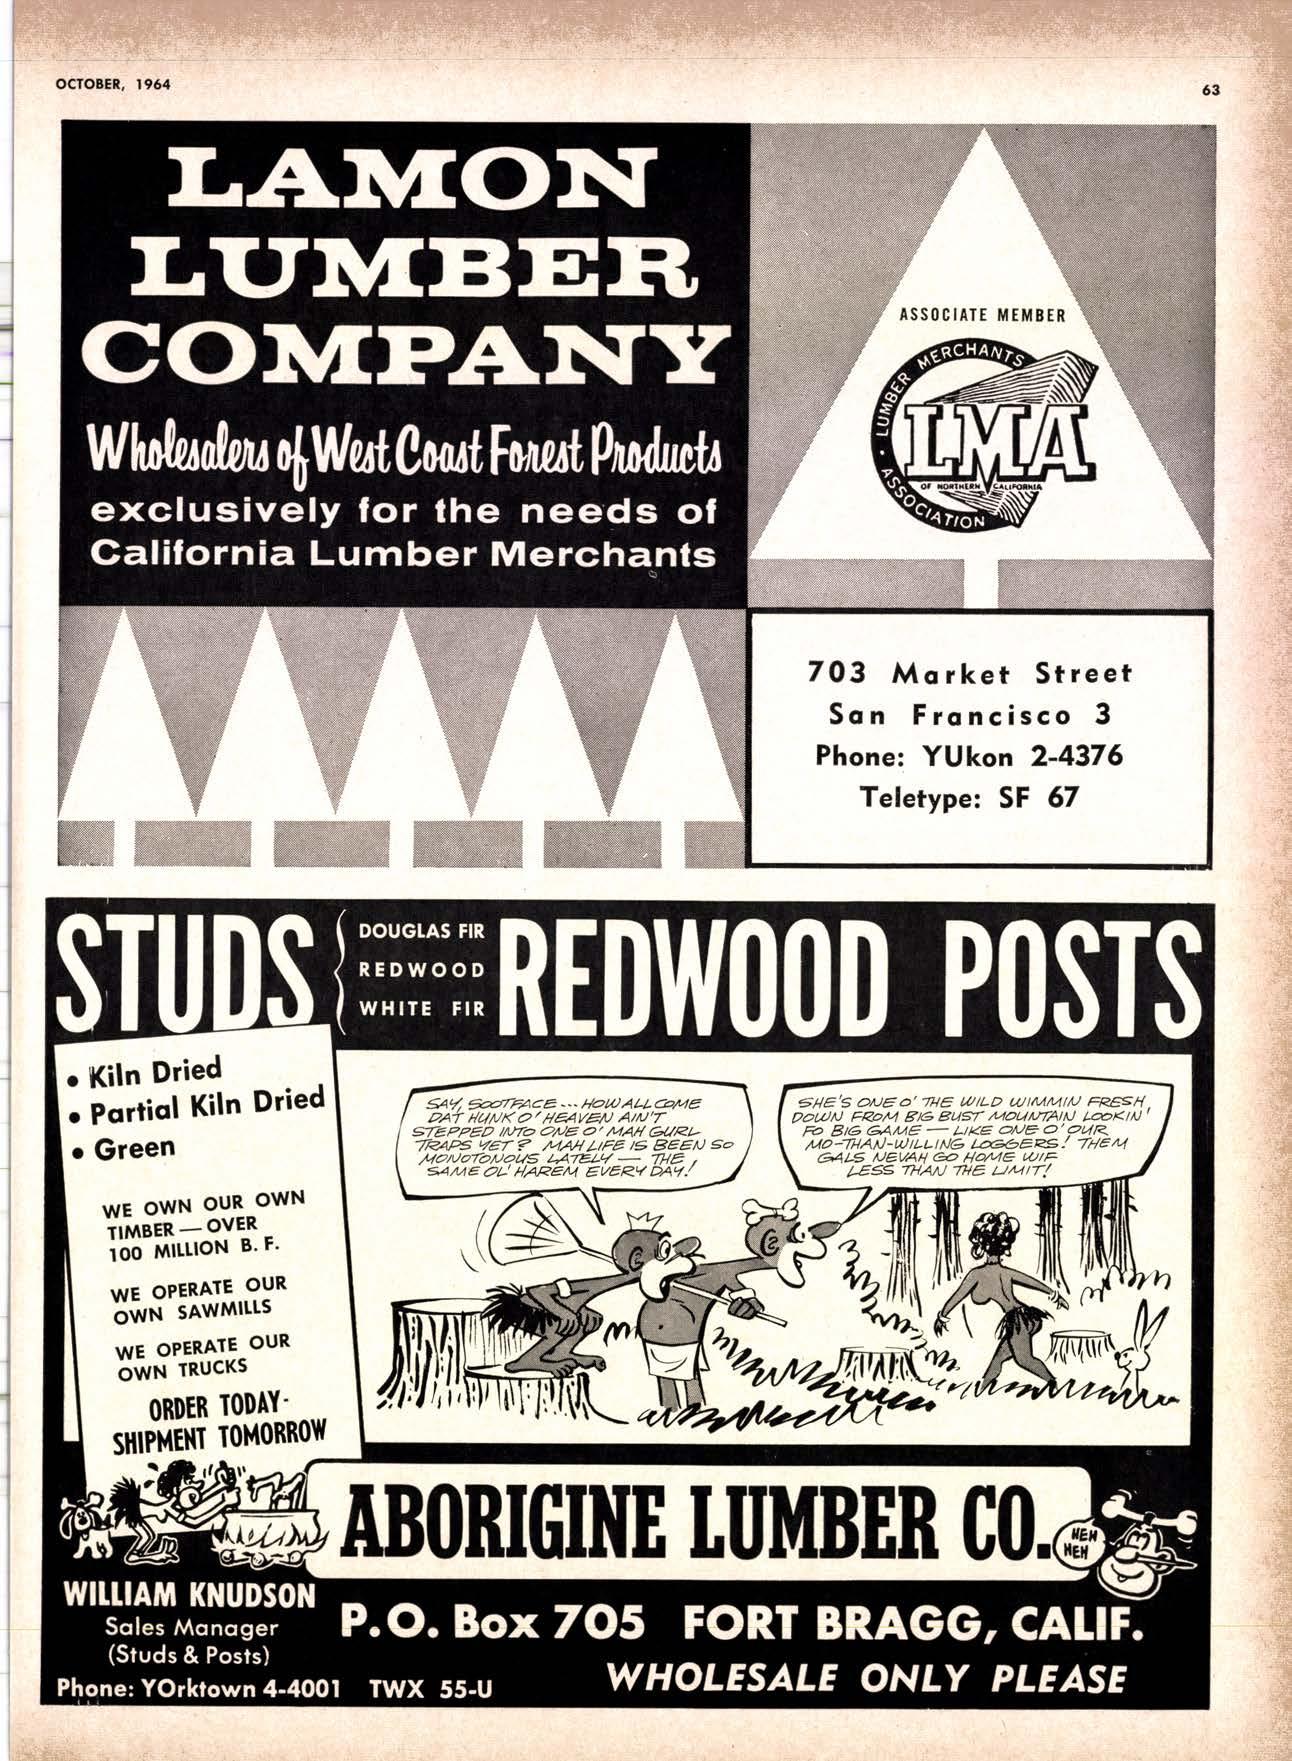 OCTOBER, 1964
63
LAMON
LUMBER
COMPANY
Wholesalers of West Coast Forest Products
exclusively for the needs of
California Lumber Merchants
ASSOCIATE MEMBER
LUMBER MERCHANTS
LMA
OF NORTHERN CALIFORNIA
ASSOCIATION
703 Market Street
San Francisco 3
Phone: YUkon 2-4376
Teletype: SF 67
STUDS
DOUGLAS FIR
REDWOOD
WHITE FIR
REDWOOD POSTS
• Kiln Dried
• Partial Kiln Dried
• Green
WE OWN OUR OWN
TIMBER — OVER
100 MILLION B. F.
WE OPERATE OUR
OWN SAWMILLS
WE OPERATE OUR
OWN TRUCKS
ORDER TODAY-
SHIPMENT TOMORROW
SAY, SOOTFACE --- HOW ALL COME
DAT HUNK O' HEAVEN AIN'T
STEPPED INTO ONE O' MAH GURL
TRAPS YET? MAH LIFE IS BEEN SO
MONOTONOUS LATELY — THE
SAME OL' HAREM EVERY DAY!
SHE'S ONE O' THE WILD WIMMIN FRESH
DOWN FROM BIG BUST MOUNTAIN LOOKIN'
FO BIG GAME — LIKE ONE O' OUR
MO-THAN-WILLING LOGGERS! THEM
GALS NEVAH GO HOME WIF
LESS THAN THE LIMIT!
ABORIGINE LUMBER CO.
HEH
HEH
WILLIAM KNUDSON
Sales Manager
(Studs & Posts)
Phone: YOrktown 4-4001 TWX 55-U
P.O. Box 705 FORT BRAGG, CALIF.
WHOLESALE ONLY PLEASE